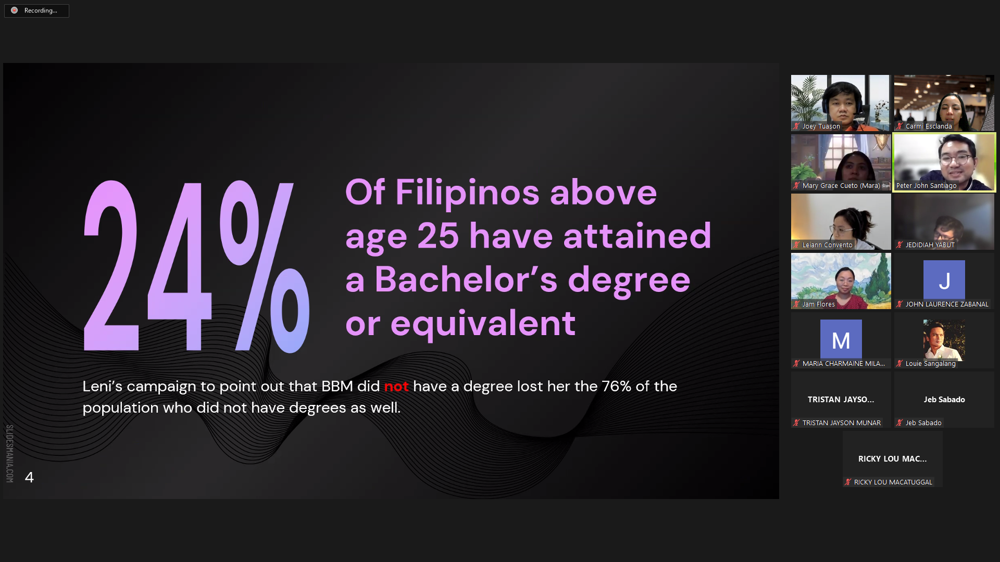 Recording...
24%
Of Filipinos above
age 25 have attained
a Bachelor’s degree
or equivalent
Leni’s campaign to point out that BBM did not have a degree lost her the 76% of the
population who did not have degrees as well.
SLIDESMANIA.COM
4
Joey Tuason
Carmi Esclanda
Mary Grace Cueto (Mara)
Peter John Santiago
Leiann Convento
JEDIDIAH YABUT
Jam Flores
J
JOHN LAURENCE ZABANAL
M
MARIA CHARMAINE MILA...
Louie Sangalang
TRISTAN JAYSO...
TRISTAN JAYSON MUNAR
Jeb Sabado
Jeb Sabado
RICKY LOU MAC...
RICKY LOU MACATUGGAL